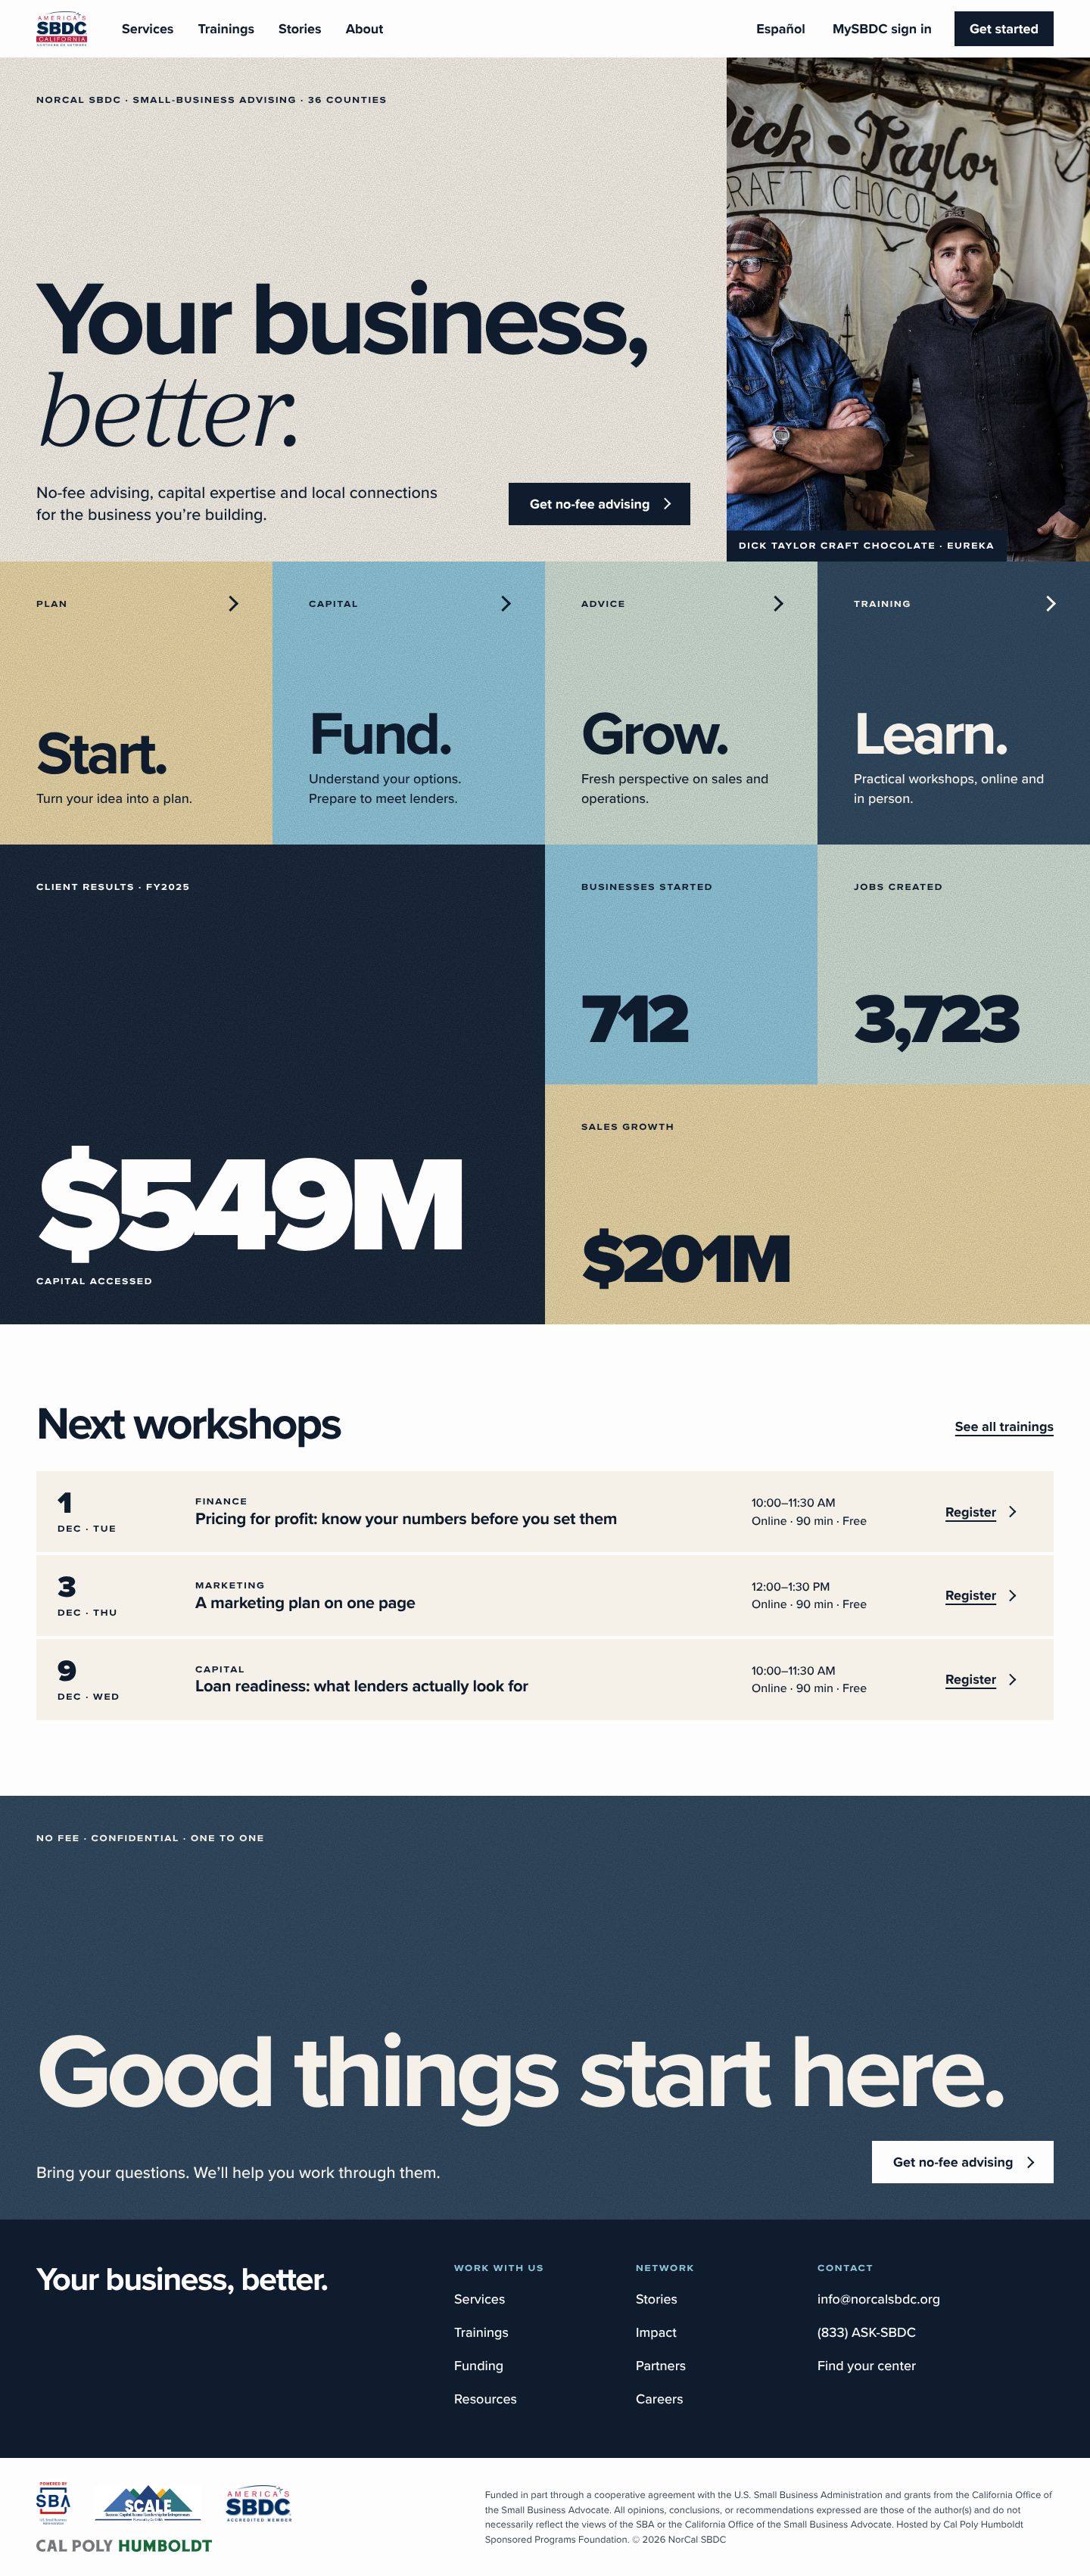 AMERICA'S
SBDC
CALIFORNIA
Services
Trainings
Stories
About
Español
MySBDC sign in
Get started
NORCAL SBDC · SMALL-BUSINESS ADVISING · 36 COUNTIES
ick · Taylor
RAFT CHOCOL
Your business,
better.
No-fee advising, capital expertise and local connections
for the business you’re building.
Get no-fee advising
DICK TAYLOR CRAFT CHOCOLATE · EUREKA
PLAN
Start.
Turn your idea into a plan.
CAPITAL
Fund.
Understand your options.
Prepare to meet lenders.
ADVICE
Grow.
Fresh perspective on sales and
operations.
TRAINING
Learn.
Practical workshops, online and
in person.
CLIENT RESULTS · FY2025
$549M
CAPITAL ACCESSED
BUSINESSES STARTED
712
JOBS CREATED
3,723
SALES GROWTH
$201M
Next workshops
See all trainings
1
DEC · TUE
FINANCE
Pricing for profit: know your numbers before you set them
10:00–11:30 AM
Online · 90 min · Free
Register
3
DEC · THU
MARKETING
A marketing plan on one page
12:00–1:30 PM
Online · 90 min · Free
Register
9
DEC · WED
CAPITAL
Loan readiness: what lenders actually look for
10:00–11:30 AM
Online · 90 min · Free
Register
NO FEE · CONFIDENTIAL · ONE TO ONE
Good things start here.
Bring your questions. We’ll help you work through them.
Get no-fee advising
Your business, better.
WORK WITH US
Services
Trainings
Funding
Resources
NETWORK
Stories
Impact
Partners
Careers
CONTACT
info@norcalsbdc.org
(833) ASK-SBDC
Find your center
POWERED BY
SBA
SCALE
AMERICA'S
SBDC
ACCREDITED MEMBER
CAL POLY HUMBOLDT
Funded in part through a cooperative agreement with the U.S. Small Business Administration and grants from the California Office of
the Small Business Advocate. All opinions, conclusions, or recommendations expressed are those of the author(s) and do not
necessarily reflect the views of the SBA or the California Office of the Small Business Advocate. Hosted by Cal Poly Humboldt
Sponsored Programs Foundation. © 2026 NorCal SBDC